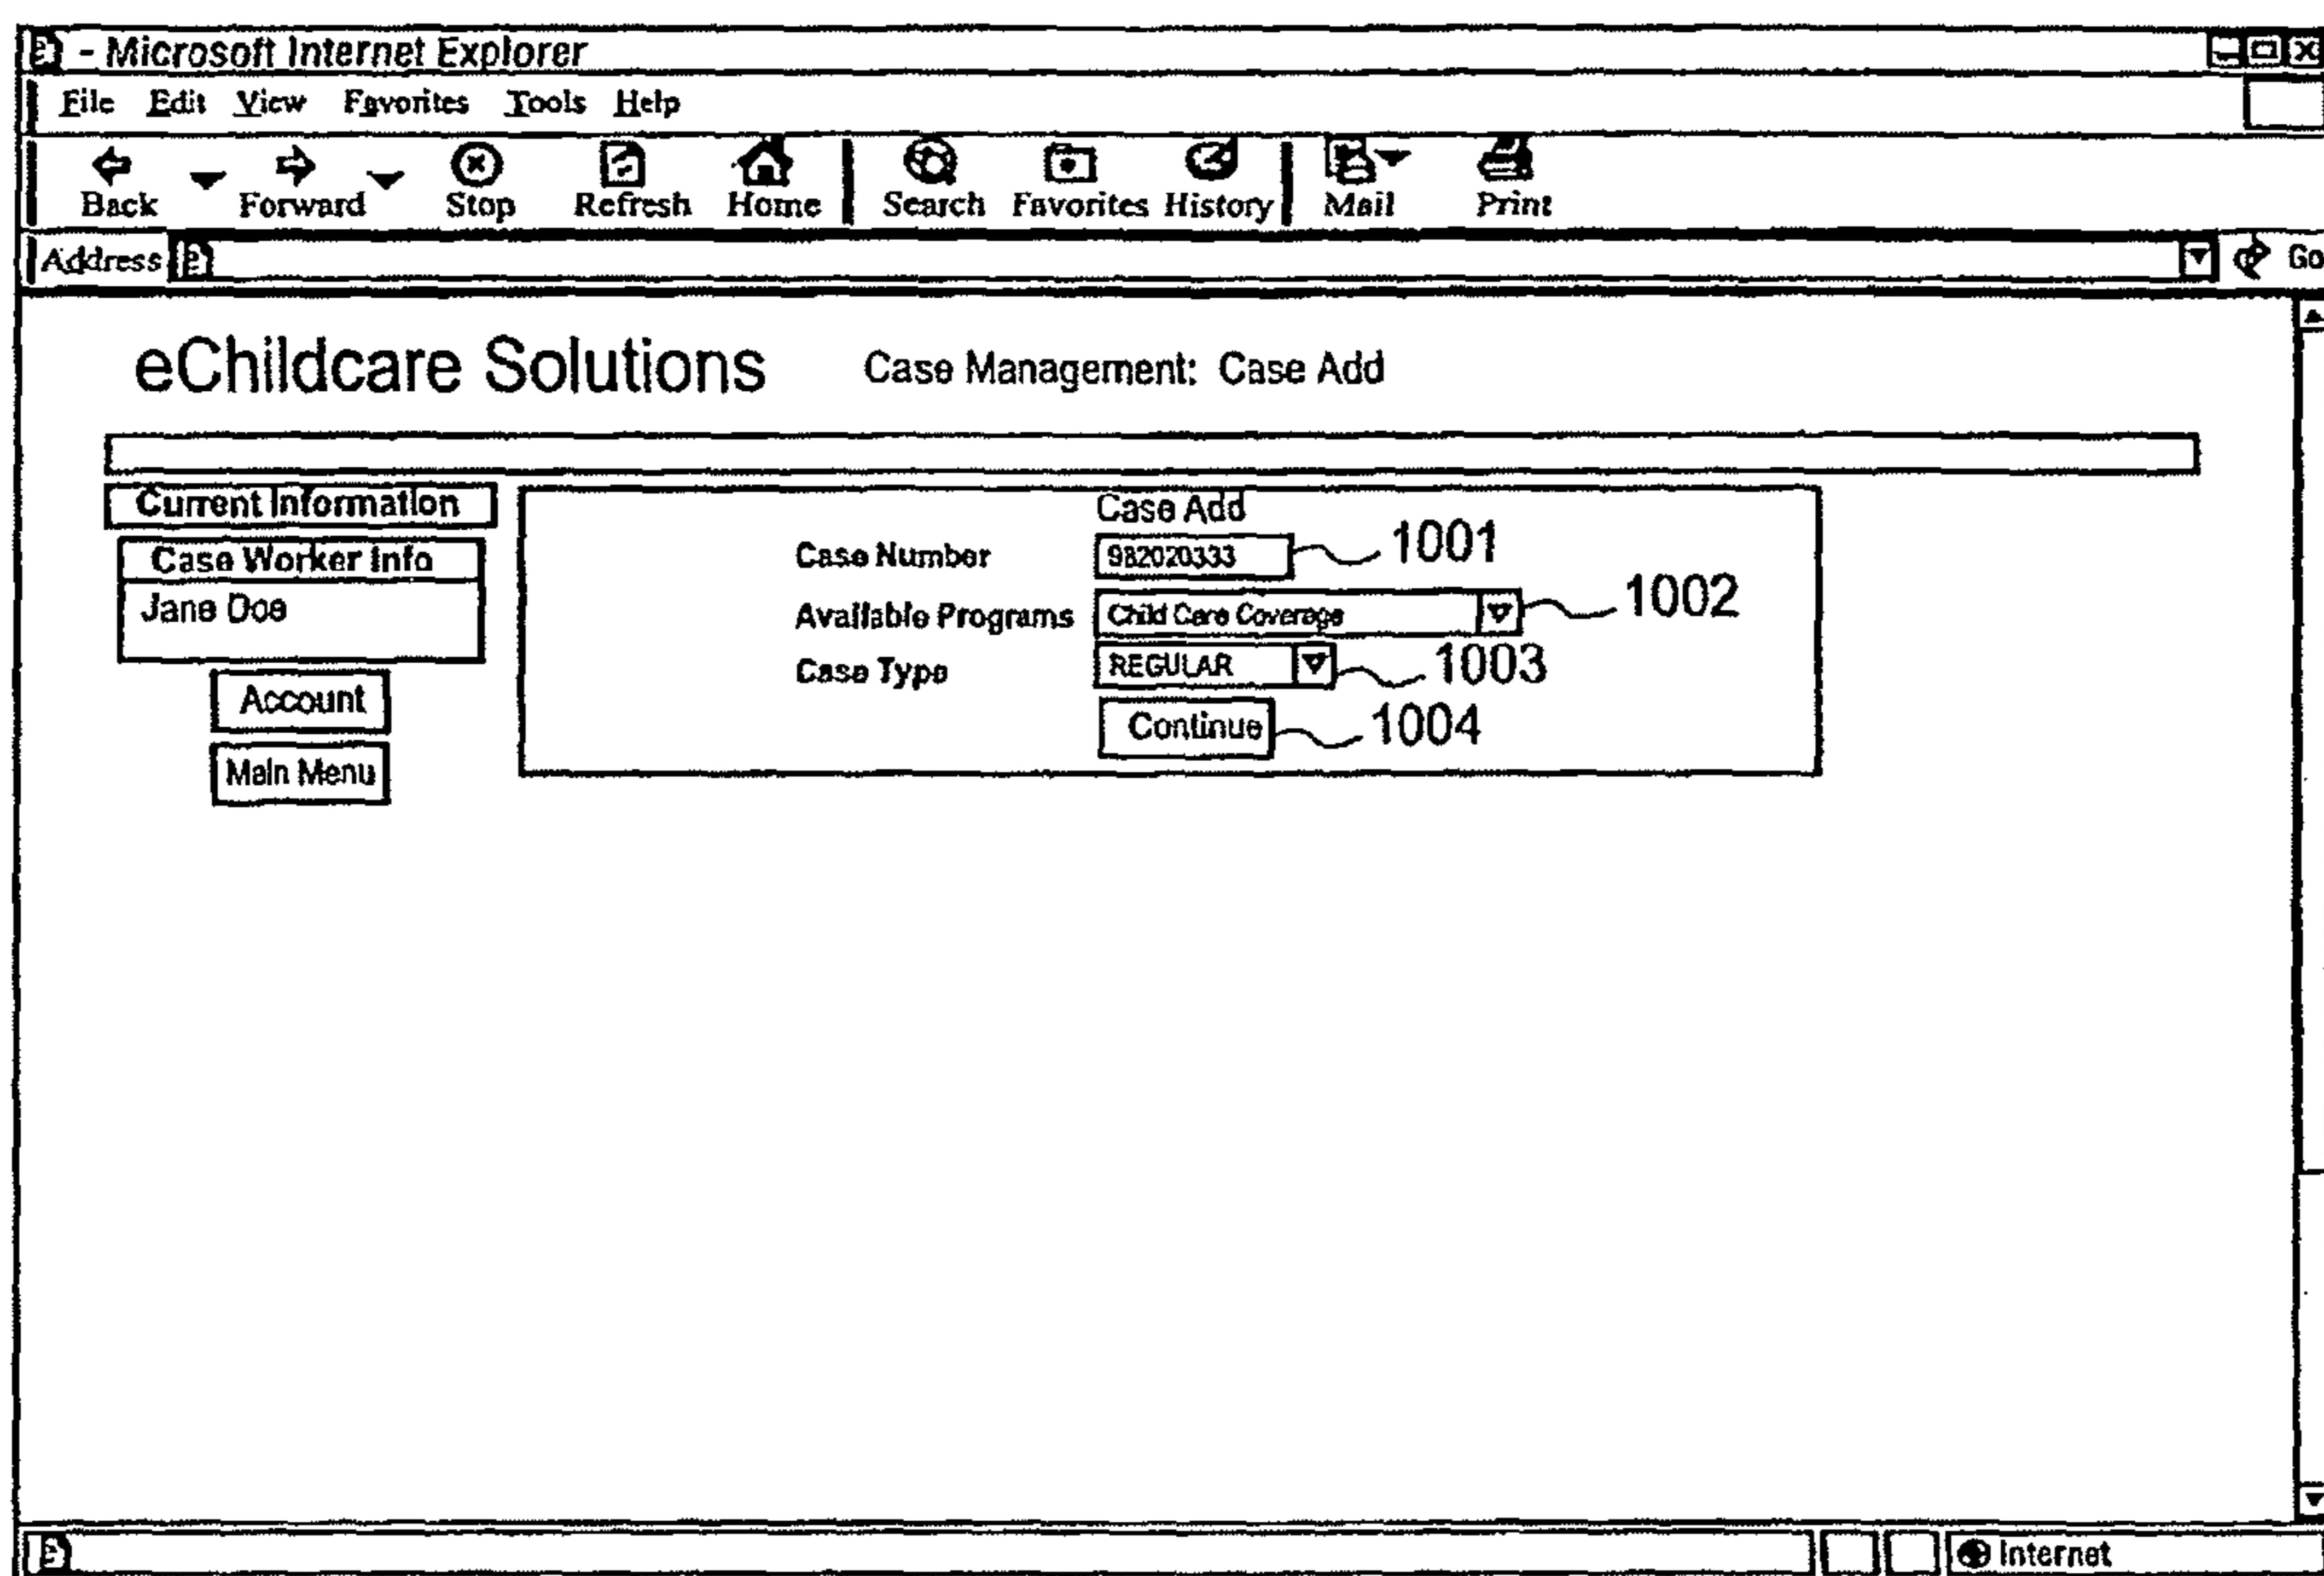 - Microsoft Internet Explorer
File Edit View Favorites Tools Help
Back Forward Stop Refresh Home Search Favorites History Mail Print
Address Go
eChildcare Solutions Case Management: Case Add
Current Information
Case Add
Case Number 982020333 1001
Case Worker Info
Jane Doe
Available Programs Child Care Coverage 1002
Case Type REGULAR 1003
Account
Continue 1004
Main Menu
Internet